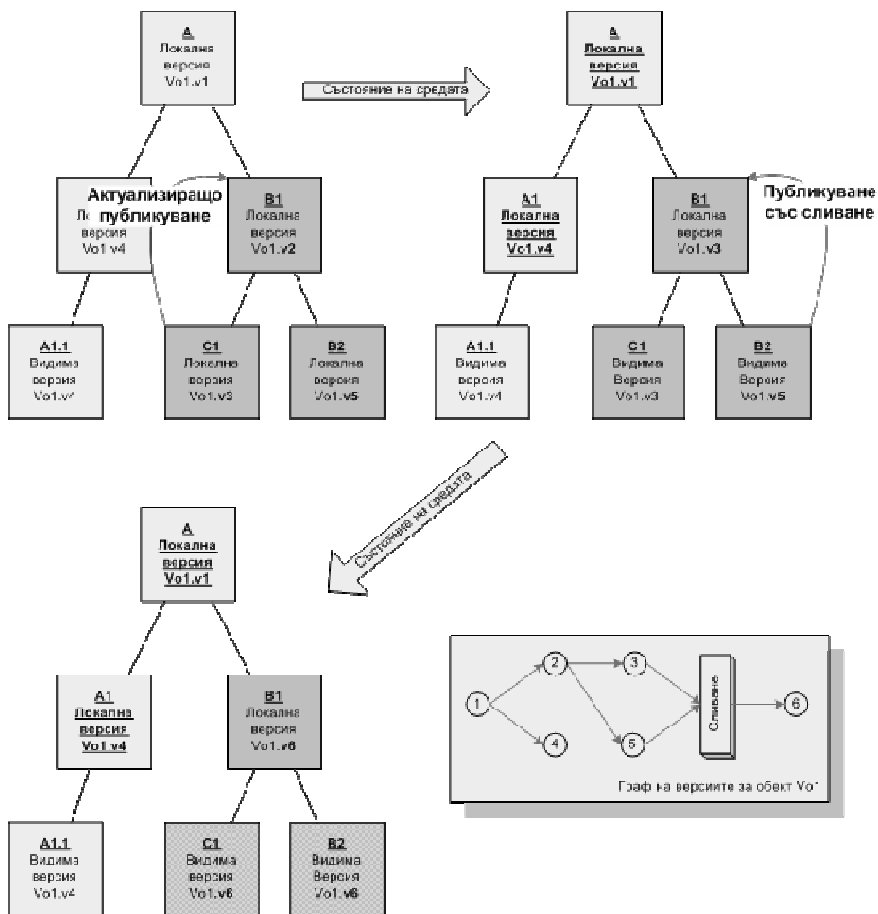 A
Локална
версия
Vo1.v1
Състояние на средата
A
Локална
версия
Vo1.v1
Актуализиращо
публикуване
версия
Vo1.v4
B1
Локална
версия
Vo1.v2
A1
Локална
версия
Vo1.v4
B1
Локална
версия
Vo1.v3
Публикуване
със сливане
A1.1
Видима
версия
Vo1.v4
C1
Локална
версия
Vo1.v3
B2
Локална
версия
Vo1.v5
A1.1
Видима
версия
Vo1.v4
C1
Видима
Версия
Vo1.v3
B2
Видима
Версия
Vo1.v5
Състояние на средата
A
Локална
версия
Vo1.v1
A1
Локална
версия
Vo1.v4
B1
Локална
версия
Vo1.v6
A1.1
Видима
версия
Vo1.v4
C1
Видима
версия
Vo1.v6
B2
Видима
Версия
Vo1.v6
1
2
3
4
5
Сливане
6
Граф на версиите за обект Vo1